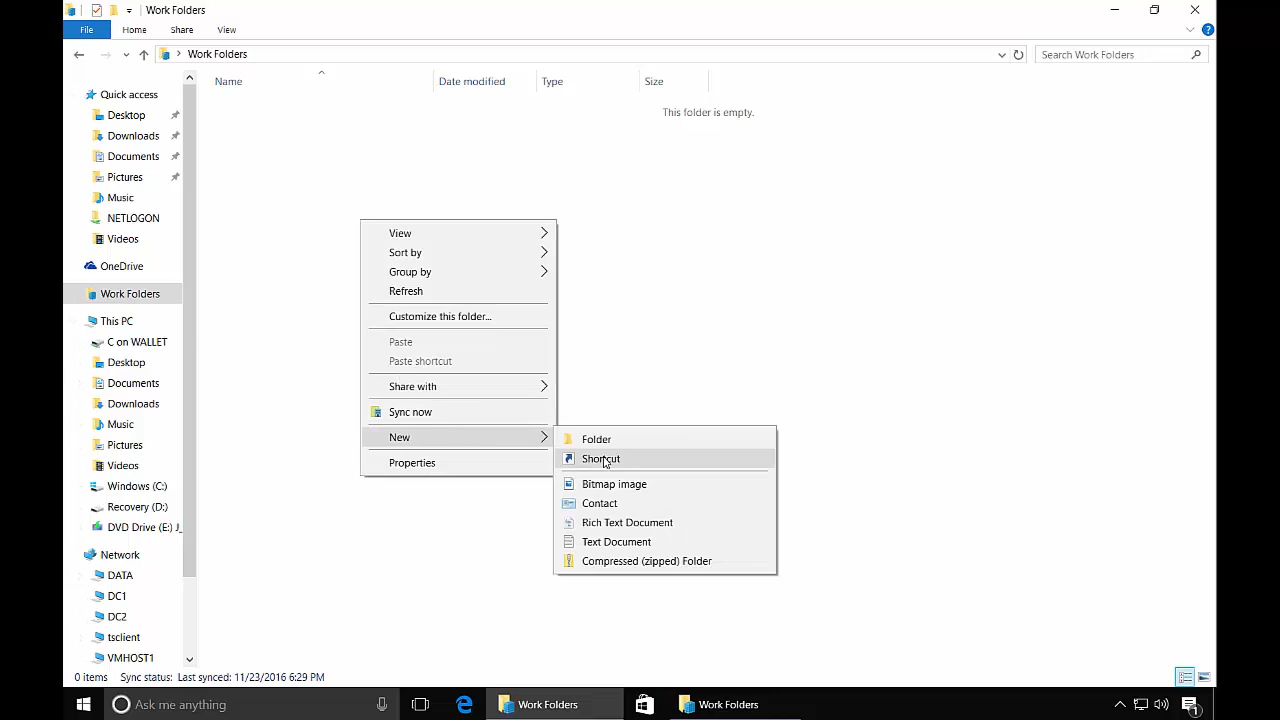 Work Folders
File Home Share View
Work Folders
Search Work Folders
Name Date modified Type Size
This folder is empty.
Quick access
Desktop
Downloads
Documents
Pictures
Music
NETLOGON
Videos
OneDrive
Work Folders
This PC
C on WALLET
Desktop
Documents
Downloads
Music
Pictures
Videos
Windows (C:)
Recovery (D:)
DVD Drive (E:) J_
Network
DATA
DC1
DC2
tsclient
VMHOST1
View
Sort by
Group by
Refresh
Customize this folder...
Paste
Paste shortcut
Share with
Sync now
New
Properties
Folder
Shortcut
Bitmap image
Contact
Rich Text Document
Text Document
Compressed (zipped) Folder
0 items Sync status: Last synced: 11/23/2016 6:29 PM
Ask me anything
Work Folders
Work Folders
1